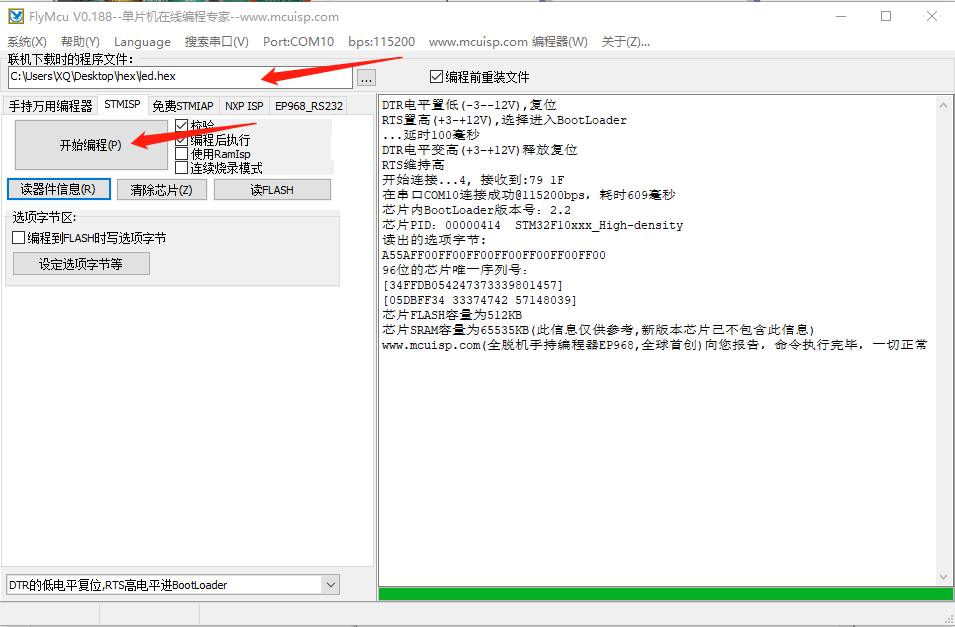 FlyMcu V0.188--单片机在线编程专家--www.mcuisp.com
系统(X) 帮助(Y) Language 搜索串口(V) Port:COM10 bps:115200 www.mcuisp.com 编程器(W) 关于(Z)...
联机下载时的程序文件:
C:\Users\XQ\Desktop\hex\led.hex ... 编程前重装文件
手持万用编程器 STMISP 免费STMIAP NXP ISP EP968_RS232
开始编程(P)
校验
编程后执行
使用RamIsp
连续烧录模式
读器件信息(R) 清除芯片(Z) 读FLASH
选项字节区:
编程到FLASH时写选项字节
设定选项字节等
DTR的低电平复位,RTS高电平进BootLoader
DTR电平置低(-3--12V),复位
RTS置高(+3-+12V),选择进入BootLoader
...延时100毫秒
DTR电平变高(+3-+12V)释放复位
RTS维持高
开始连接...4, 接收到:79 1F
在串口COM10连接成功@115200bps, 耗时609毫秒
芯片内BootLoader版本号: 2.2
芯片PID: 00000414 STM32F10xxx_High-density
读出的选项字节:
A55AFF00FF00FF00FF00FF00FF00FF00
96位的芯片唯一序列号:
[34FFDB054247373339801457]
[05DBFF34 33374742 57148039]
芯片FLASH容量为512KB
芯片SRAM容量为65535KB(此信息仅供参考,新版本芯片已不包含此信息)
www.mcuisp.com(全脱机手持编程器EP968,全球首创)向您报告, 命令执行完毕, 一切正常